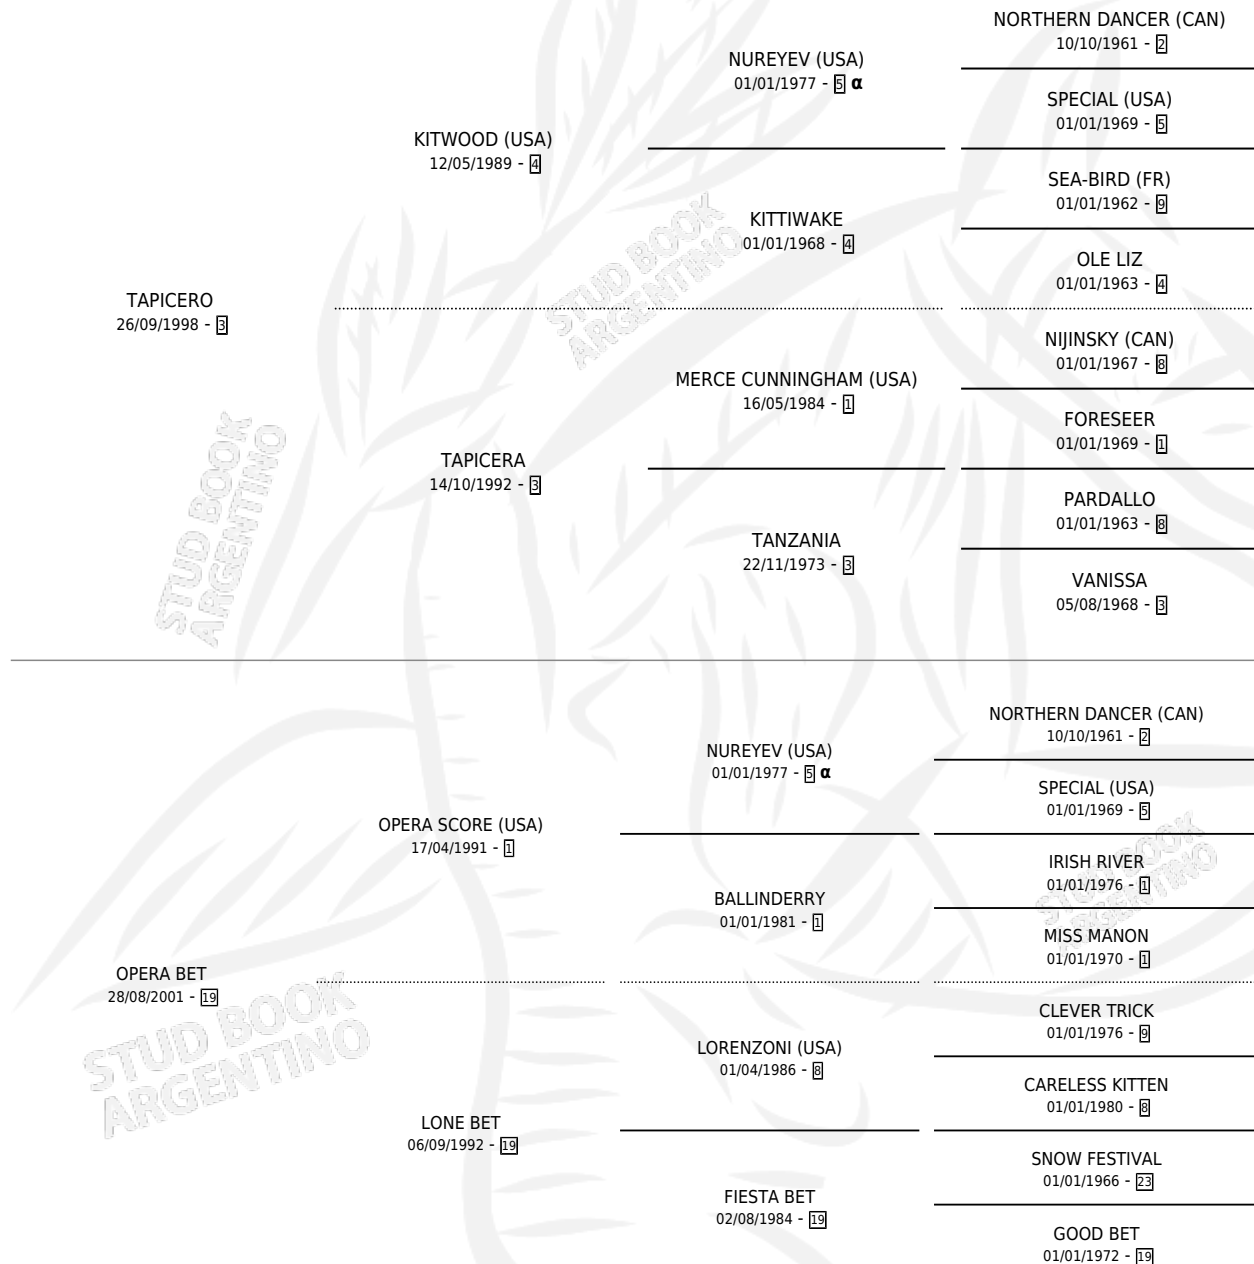 NORTHERN DANCER (CAN)
10/10/1961 - 2
NUREYEV (USA)
01/01/1977 - 5 α
SPECIAL (USA)
01/01/1969 - 5
KITWOOD (USA)
12/05/1989 - 4
SEA-BIRD (FR)
01/01/1962 - 9
KITTIWAKE
01/01/1968 - 4
OLE LIZ
01/01/1963 - 4
TAPICERO
26/09/1998 - 3
NIJINSKY (CAN)
01/01/1967 - 8
MERCE CUNNINGHAM (USA)
16/05/1984 - 1
FORESEER
01/01/1969 - 1
TAPICERA
14/10/1992 - 3
PARDALLO
01/01/1963 - 8
TANZANIA
22/11/1973 - 3
VANISSA
05/08/1968 - 3
NORTHERN DANCER (CAN)
10/10/1961 - 2
NUREYEV (USA)
01/01/1977 - 5 α
SPECIAL (USA)
01/01/1969 - 5
OPERA SCORE (USA)
17/04/1991 - 1
IRISH RIVER
01/01/1976 - 1
BALLINDERRY
01/01/1981 - 1
MISS MANON
01/01/1970 - 1
OPERA BET
28/08/2001 - 19
CLEVER TRICK
01/01/1976 - 9
LORENZONI (USA)
01/04/1986 - 8
CARELESS KITTEN
01/01/1980 - 8
LONE BET
06/09/1992 - 19
SNOW FESTIVAL
01/01/1966 - 23
FIESTA BET
02/08/1984 - 19
GOOD BET
01/01/1972 - 19
STUD BOOK
ARGENTINO
STUD BOOK
ARGENTINO
STUD BOOK
ARGENTINO
STUD BOOK
ARGENTINO